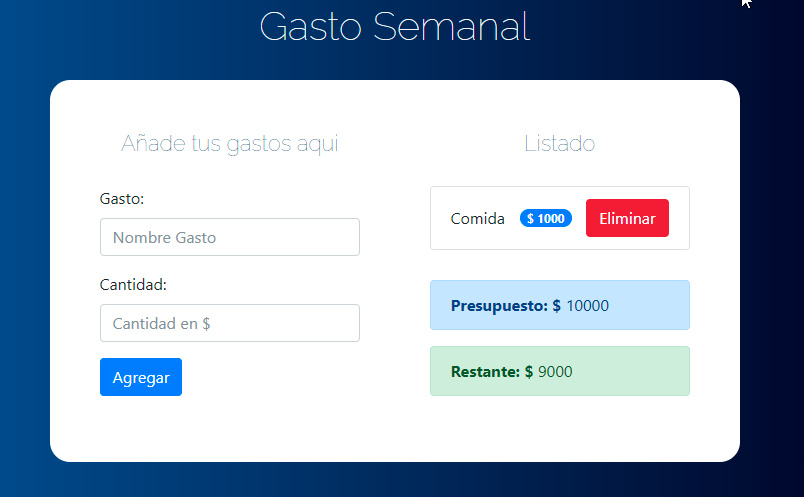 Gasto Semanal
Añade tus gastos aqui
Gasto:
Nombre Gasto
Cantidad:
Cantidad en $
Agregar
Listado
Comida $ 1000 Eliminar
Presupuesto: $ 10000
Restante: $ 9000